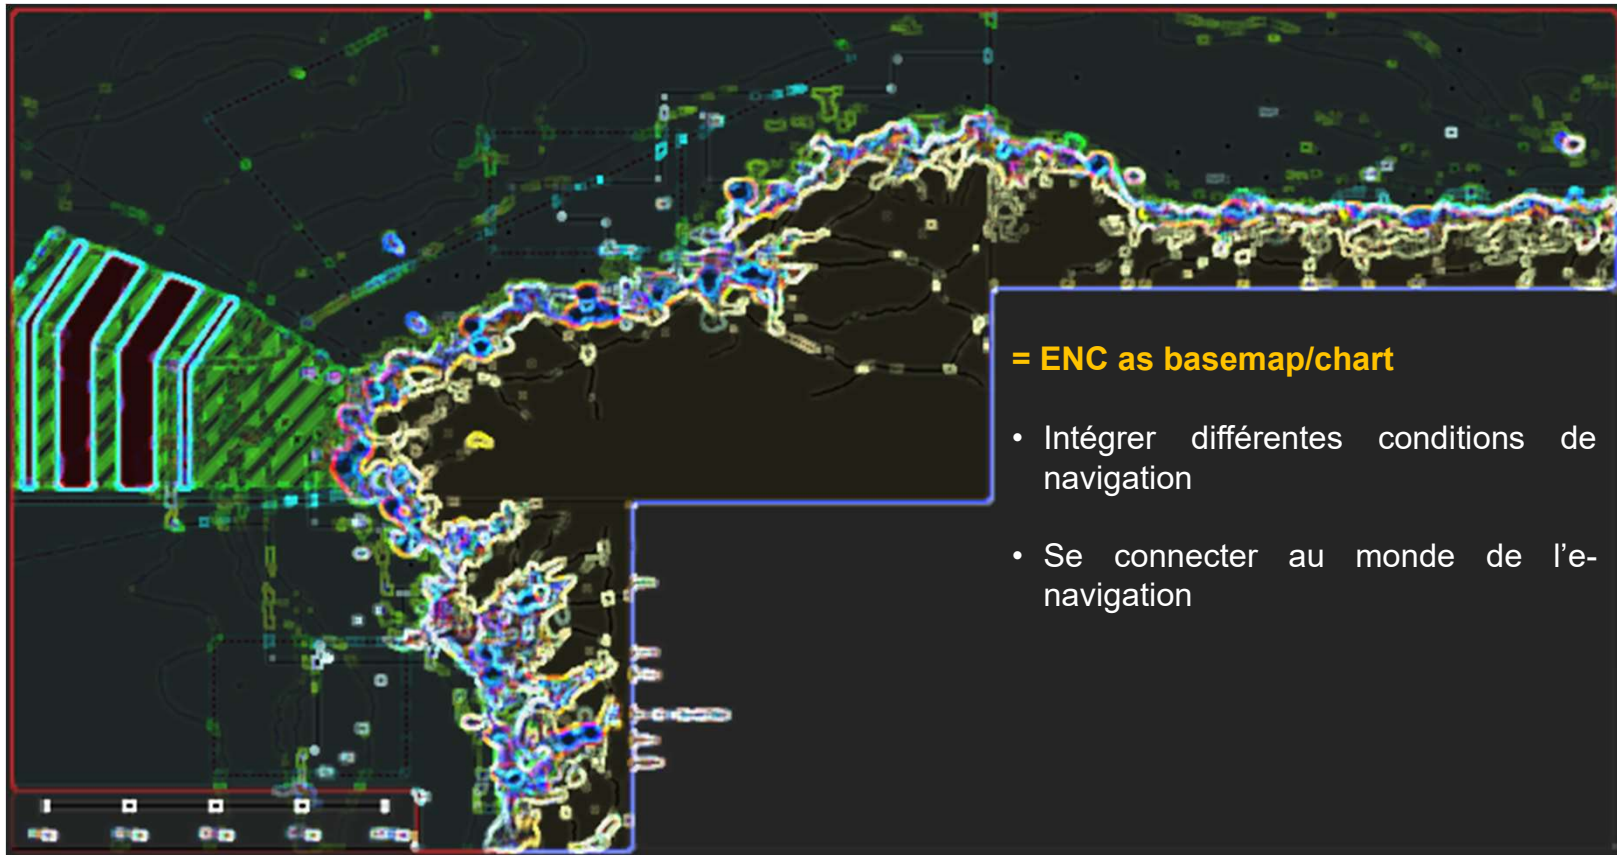 = ENC as basemap/chart
• Intégrer différentes conditions de
navigation
• Se connecter au monde de l’e-
navigation